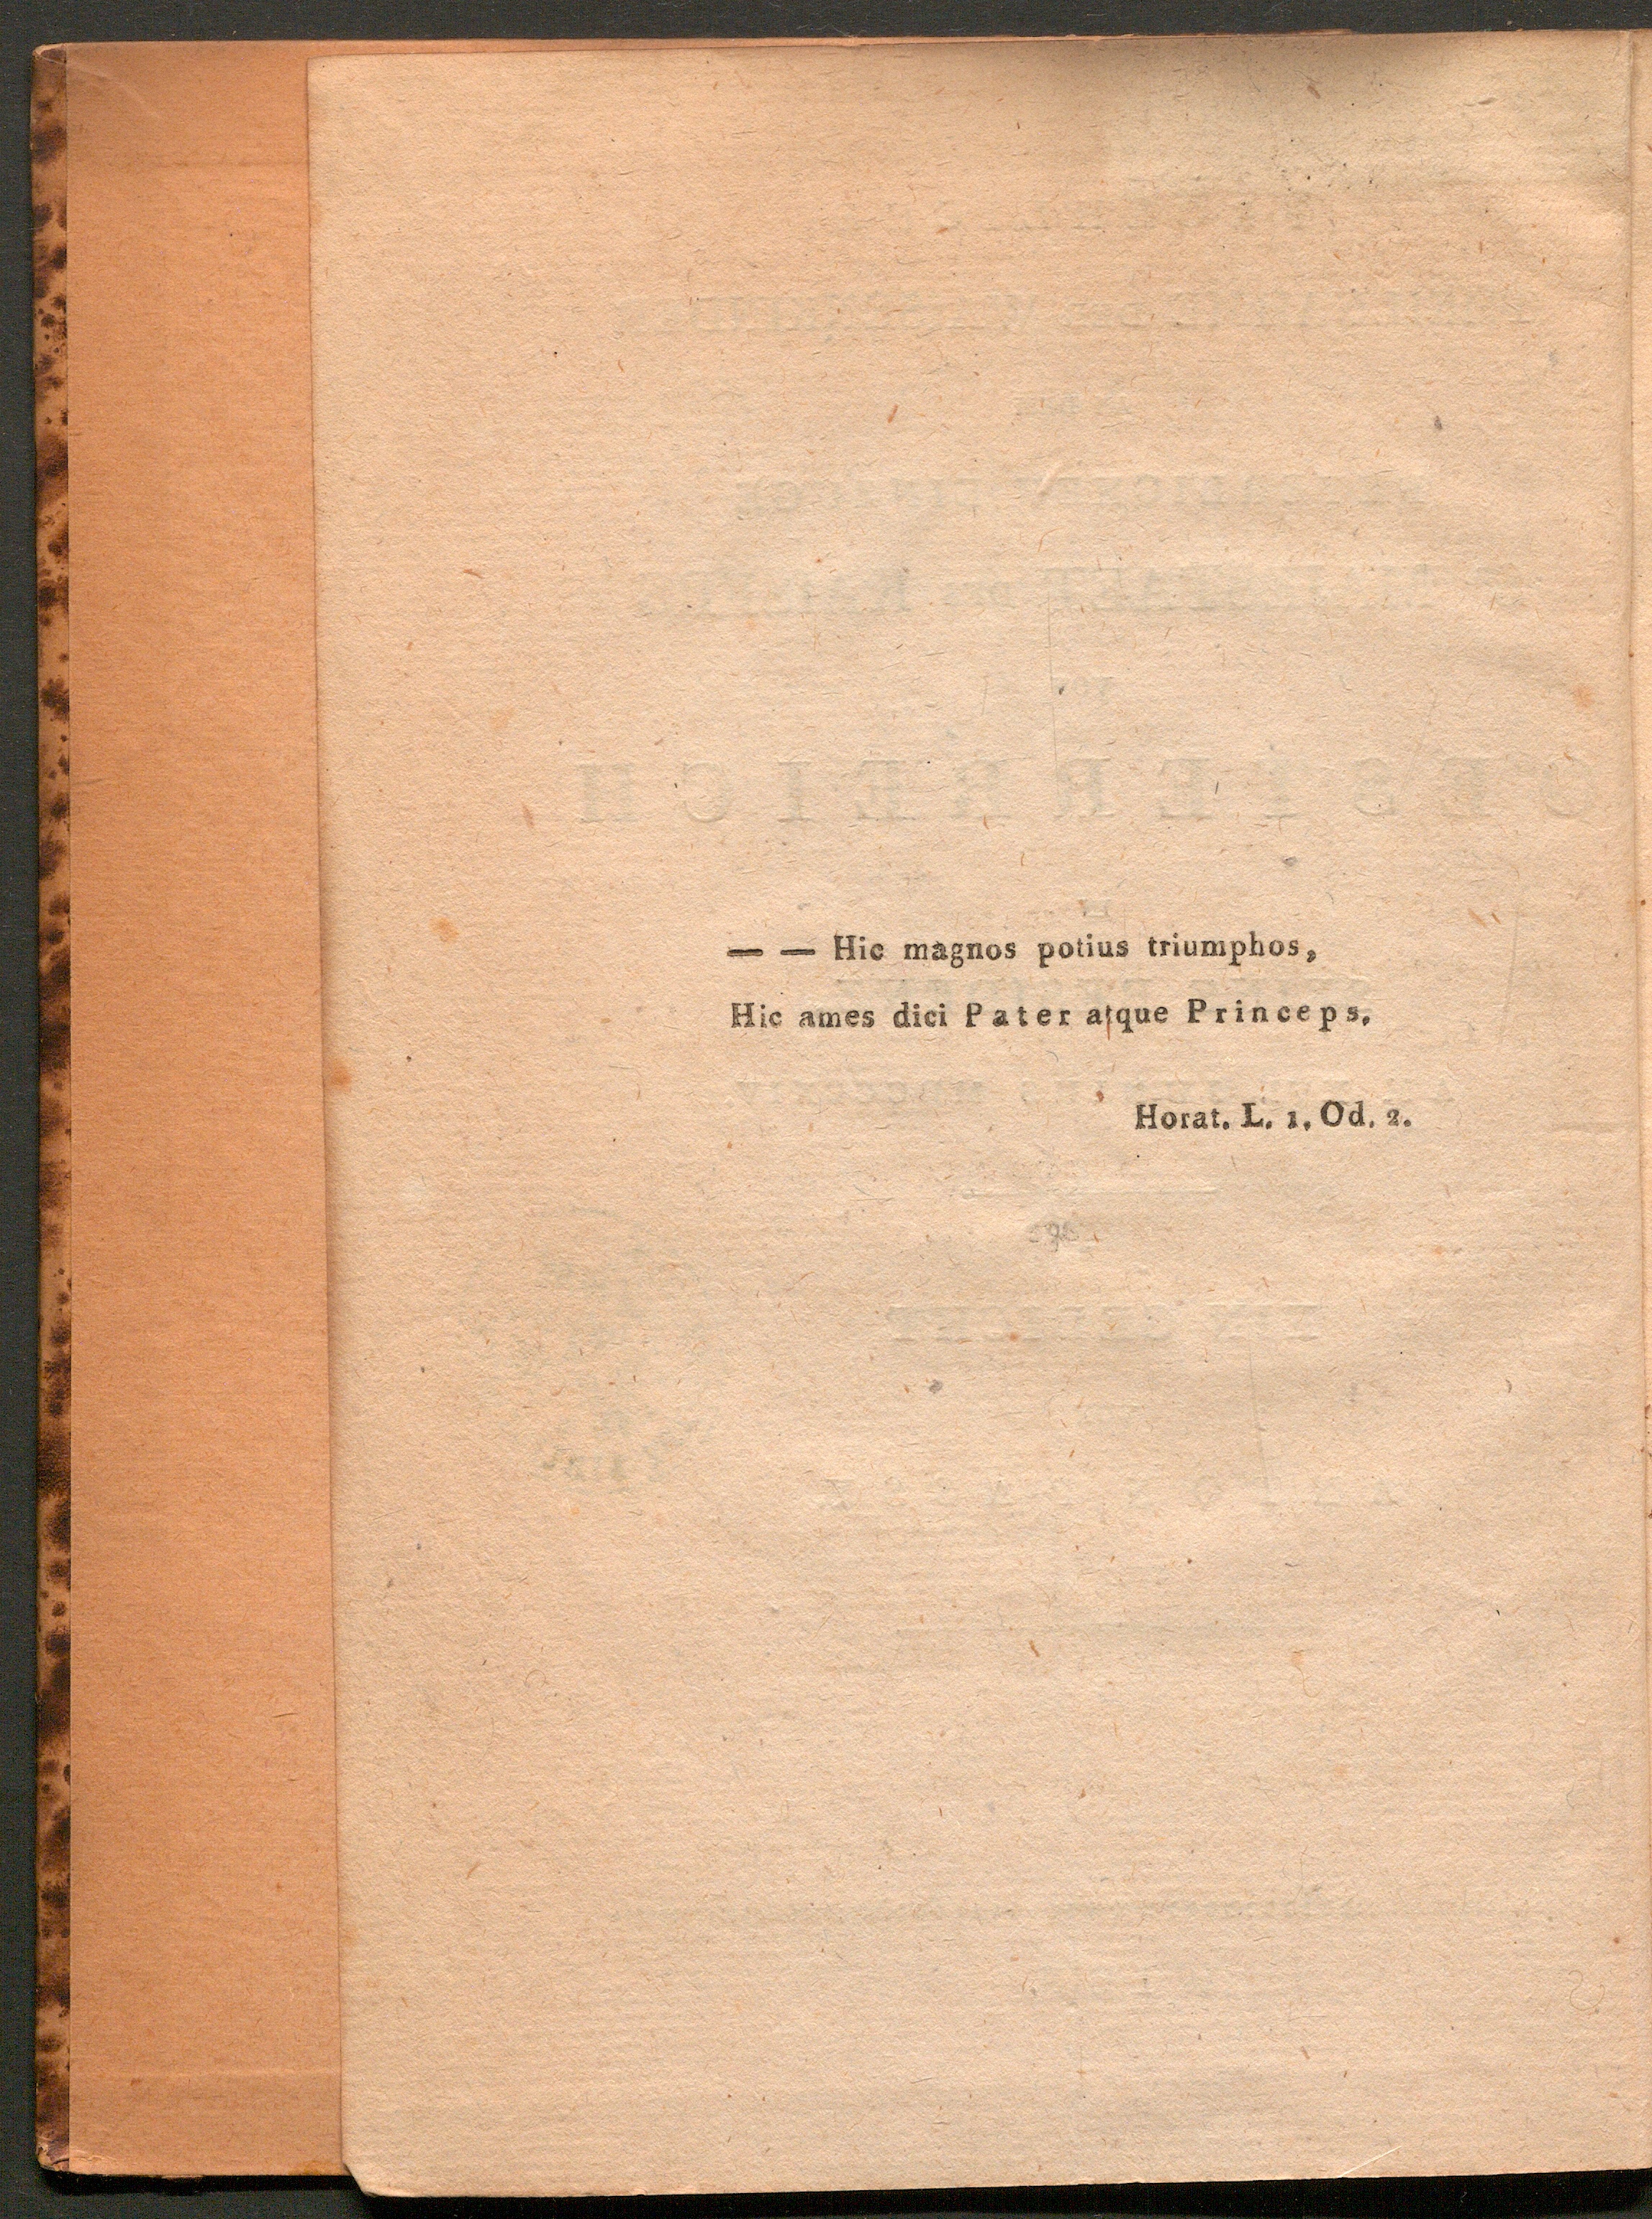 — — Hic magnos potius triumphos,
Hic ames dici Pater atque Princeps.
Horat. L. 1. Od. 2.